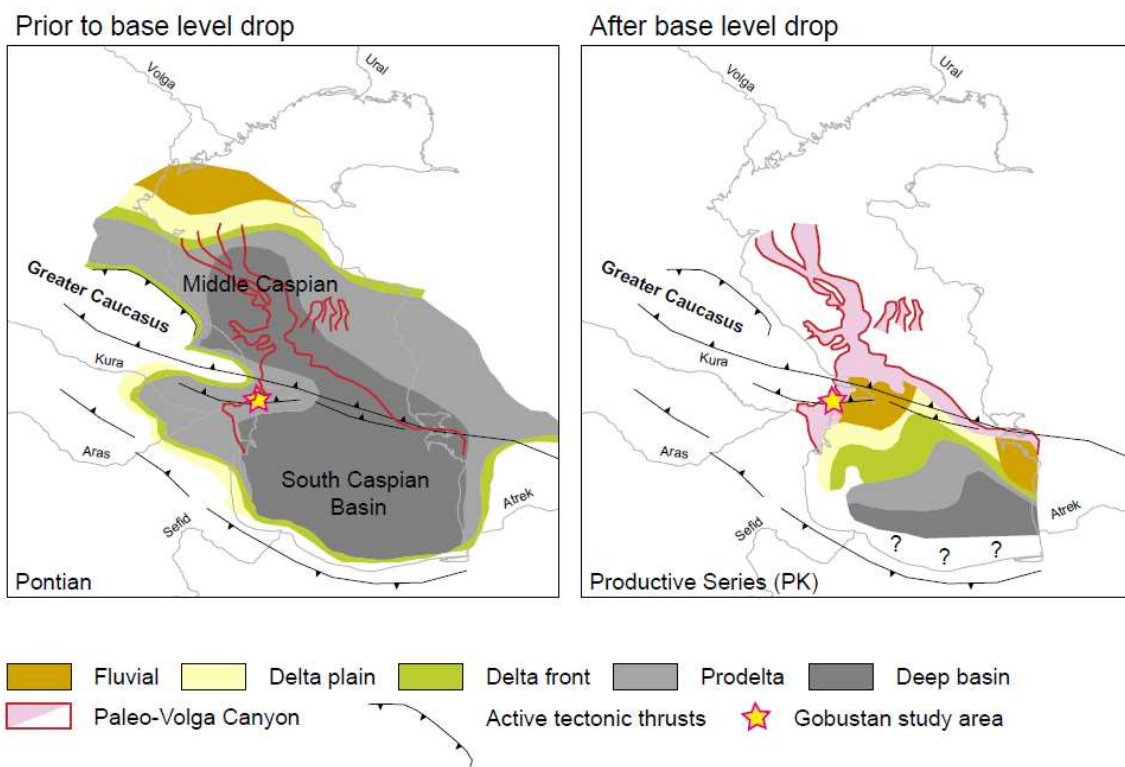 Prior to base level drop
Volga
Ural
Middle Caspian
Greater Caucasus
Kura
Aras
South Caspian
Basin
Sefid
Atrek
Pontian
After base level drop
Volga
Ural
Greater Caucasus
Kura
Aras
Sefid
Atrek
? ? ?
Productive Series (PK)
Fluvial Delta plain Delta front Prodelta Deep basin
Paleo-Volga Canyon Active tectonic thrusts Gobustan study area